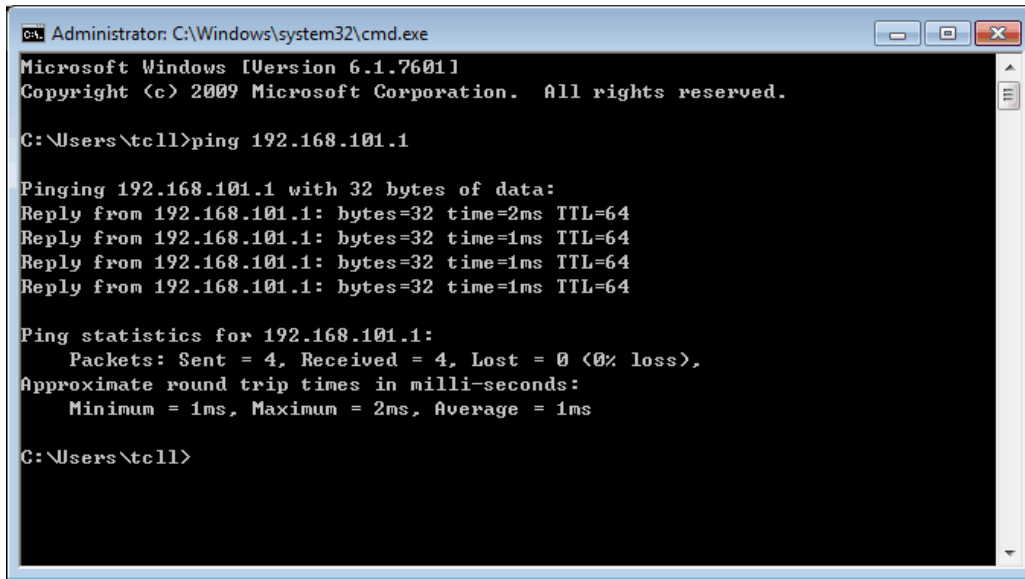 Administrator: C:\Windows\system32\cmd.exe
Microsoft Windows [Version 6.1.7601]
Copyright (c) 2009 Microsoft Corporation.  All rights reserved.
C:\Users\tcll>ping 192.168.101.1
Pinging 192.168.101.1 with 32 bytes of data:
Reply from 192.168.101.1: bytes=32 time=2ms TTL=64
Reply from 192.168.101.1: bytes=32 time=1ms TTL=64
Reply from 192.168.101.1: bytes=32 time=1ms TTL=64
Reply from 192.168.101.1: bytes=32 time=1ms TTL=64
Ping statistics for 192.168.101.1:
    Packets: Sent = 4, Received = 4, Lost = 0 (0% loss),
Approximate round trip times in milli-seconds:
    Minimum = 1ms, Maximum = 2ms, Average = 1ms
C:\Users\tcll>